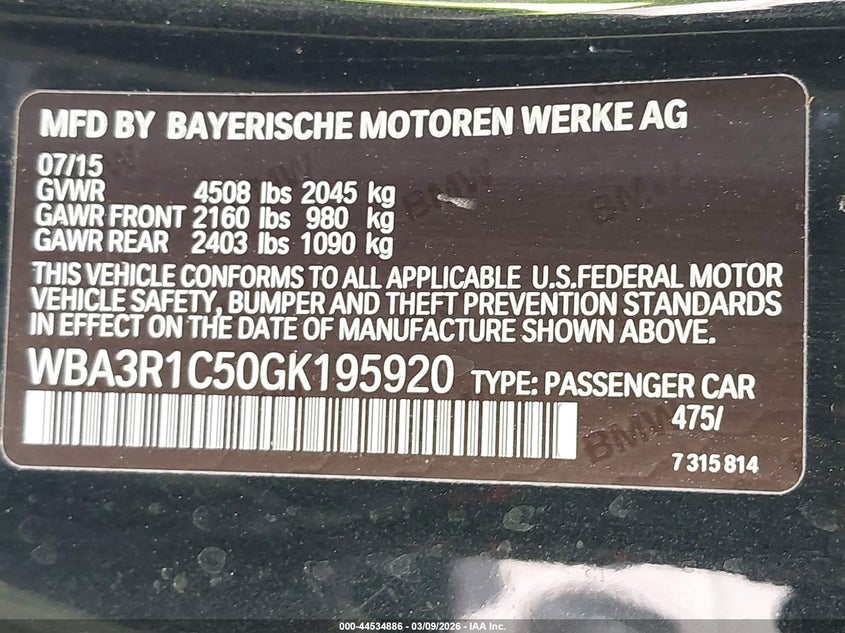 MFD BY BAYERISCHE MOTOREN WERKE AG
07/15
GVWR 4508 lbs 2045 kg
GAWR FRONT 2160 lbs 980 kg
GAWR REAR 2403 lbs 1090 kg
THIS VEHICLE CONFORMS TO ALL APPLICABLE U.S.FEDERAL MOTOR
VEHICLE SAFETY, BUMPER AND THEFT PREVENTION STANDARDS
IN EFFECT ON THE DATE OF MANUFACTURE SHOWN ABOVE.
WBA3R1C50GK195920 TYPE: PASSENGER CAR
475/
7 315 814
BMW
BMW
BMW
000-44534886 - 03/09/2026 - IAA Inc.